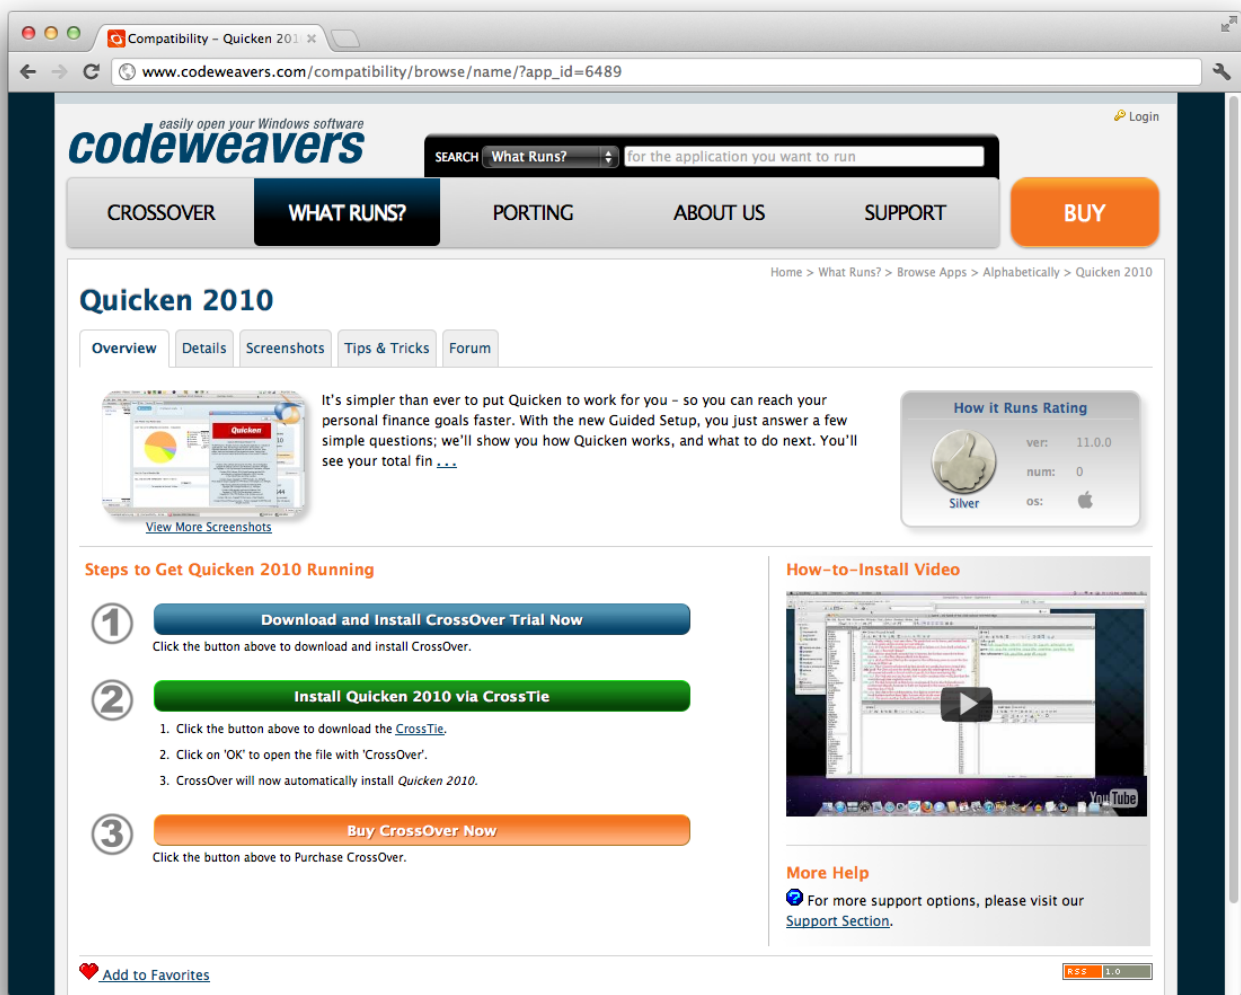 Compatibility – Quicken 201
www.codeweavers.com/compatibility/browse/name/?app_id=6489
easily open your Windows software
codeweavers
Login
SEARCH What Runs? for the application you want to run
CROSSOVER WHAT RUNS? PORTING ABOUT US SUPPORT BUY
Home > What Runs? > Browse Apps > Alphabetically > Quicken 2010
Quicken 2010
Overview Details Screenshots Tips & Tricks Forum
It's simpler than ever to put Quicken to work for you – so you can reach your
personal finance goals faster. With the new Guided Setup, you just answer a few
simple questions; we'll show you how Quicken works, and what to do next. You'll
see your total fin ...
Quicken
View More Screenshots
How it Runs Rating
ver: 11.0.0
num: 0
os:
Silver
Steps to Get Quicken 2010 Running
1
Download and Install CrossOver Trial Now
Click the button above to download and install CrossOver.
2
Install Quicken 2010 via CrossTie
1. Click the button above to download the CrossTie.
2. Click on 'OK' to open the file with 'CrossOver'.
3. CrossOver will now automatically install Quicken 2010.
3
Buy CrossOver Now
Click the button above to Purchase CrossOver.
How-to-Install Video
YouTube
More Help
For more support options, please visit our
Support Section.
Add to Favorites
RSS 1.0